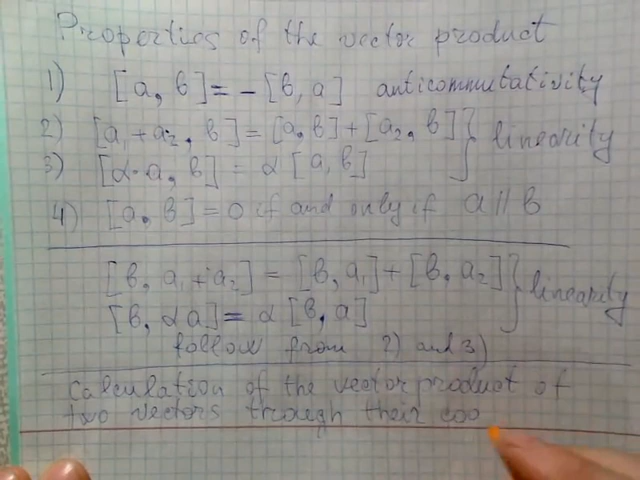 Properties of the vector product
1) [a, b] = - [b, a] anticommutativity
2) [a₁ + a₂, b] = [a, b] + [a₂, b] } linearity
3) [α·a, b] = α [a, b]
4) [a, b] = 0 if and only if a || b
[b, a₁ + a₂] = [b, a₁] + [b, a₂] } linearity
[b, αa] = α [b, a]
follow from 2) and 3)
Calculation of the vector product of
two vectors through their coo